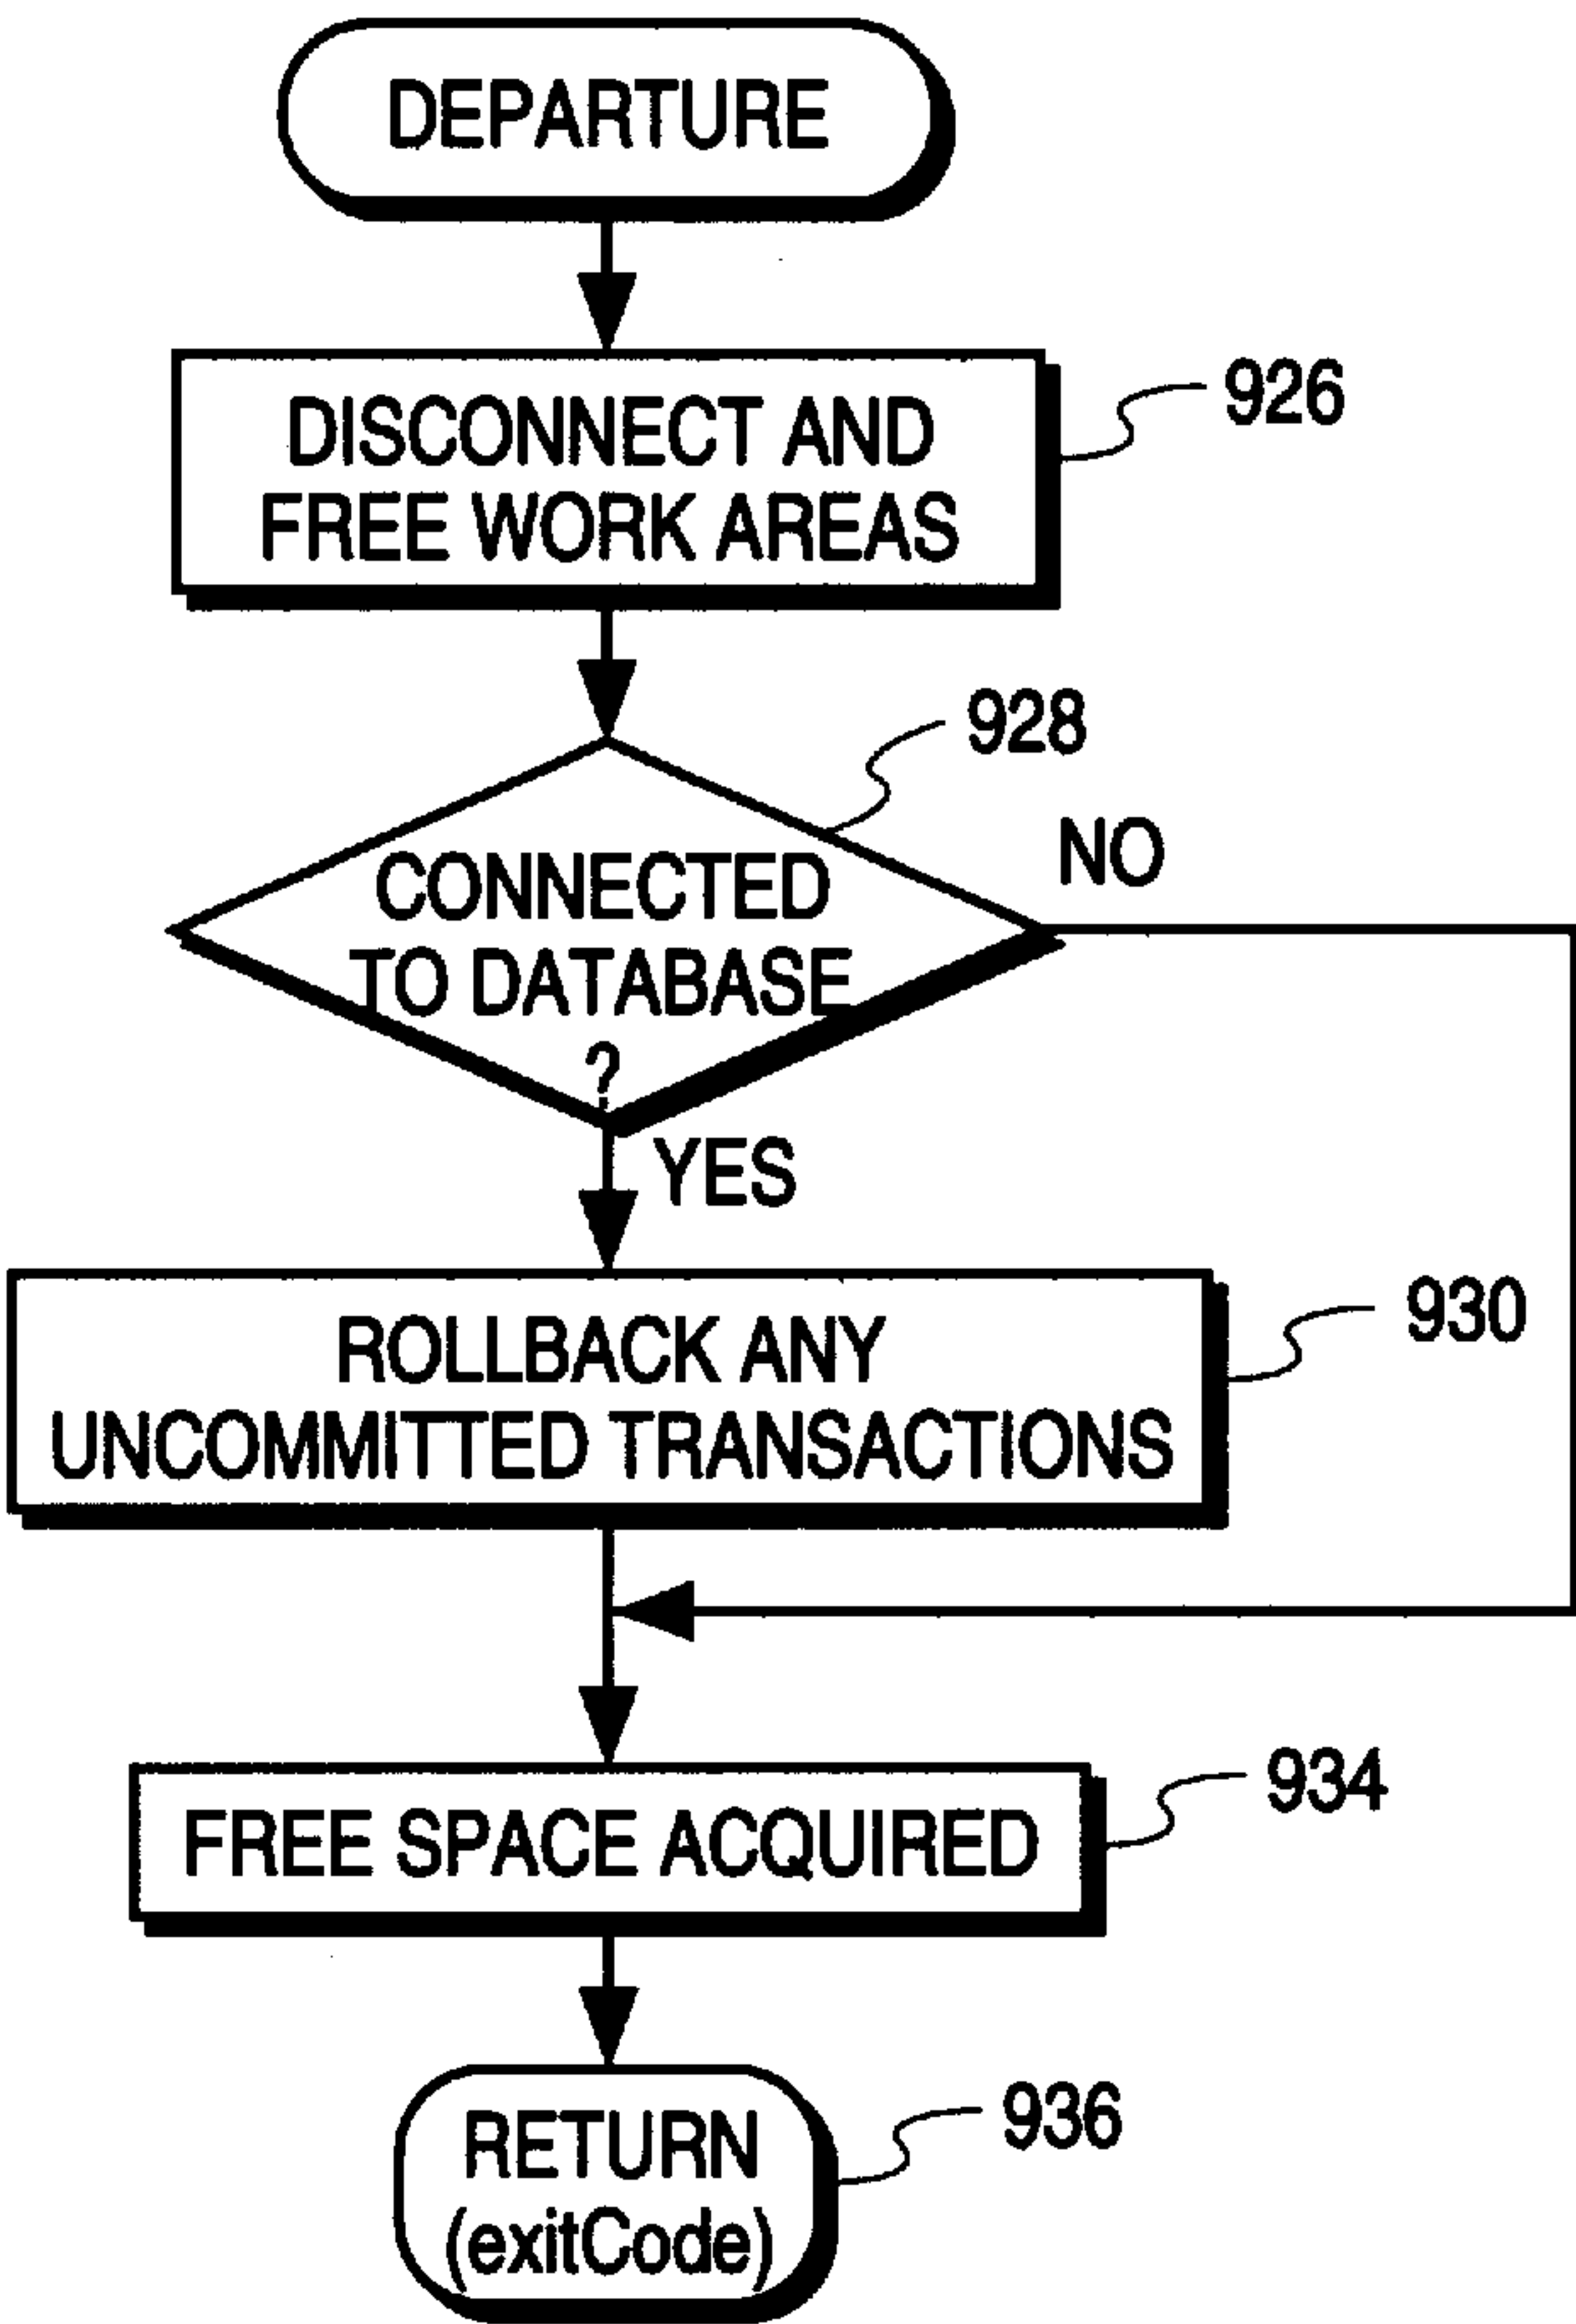 DEPARTURE
DISCONNECT AND
FREE WORK AREAS
926
928
CONNECTED
TO DATABASE
?
NO
YES
ROLLBACK ANY
UNCOMMITTED TRANSACTIONS
930
FREE SPACE ACQUIRED
934
RETURN
(exitCode)
936